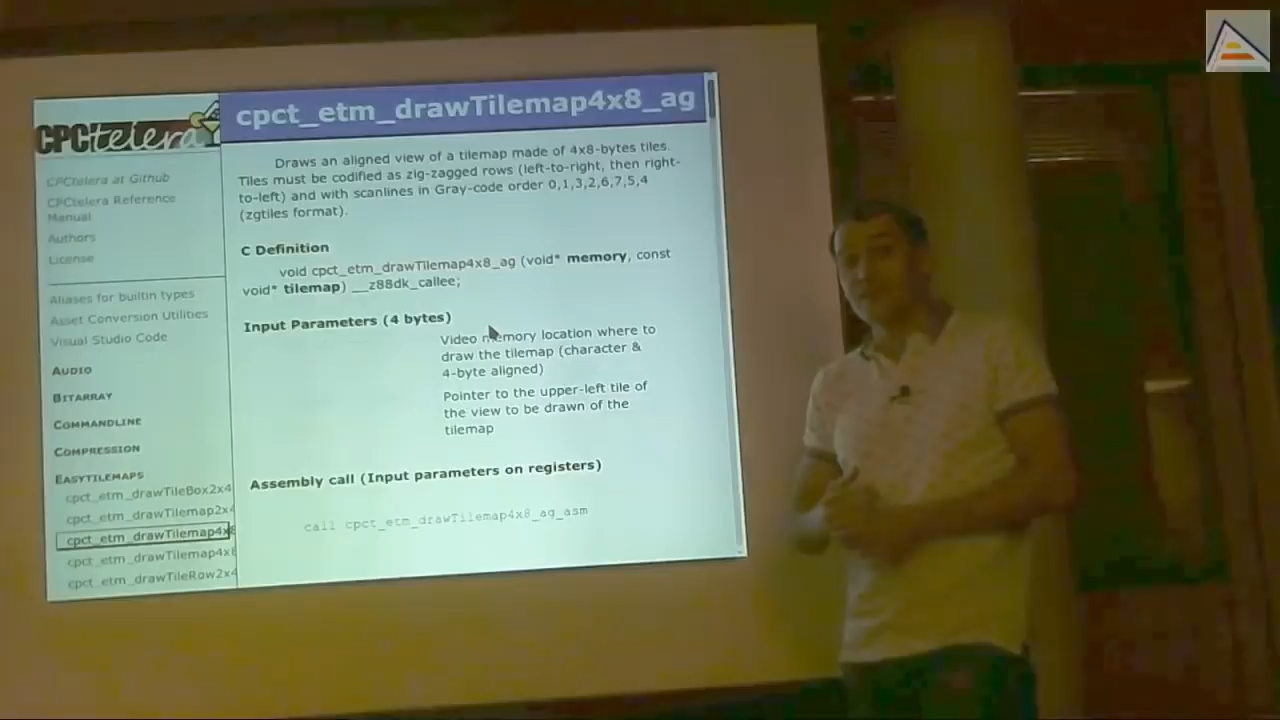 cpct_etm_drawTilemap4x8_ag
CPCtelera
CPCtelera at Github
CPCtelera Reference
Manual
Authors
License
Aliases for builtin types
Asset Conversion Utilities
Visual Studio Code
AUDIO
BITARRAY
COMMANDLINE
COMPRESSION
EASYTILEMAPS
cpct_etm_drawTileBox2x4
cpct_etm_drawTilemap2x4
cpct_etm_drawTilemap4x8
cpct_etm_drawTilemap4x8
cpct_etm_drawTileRow2x4
Draws an aligned view of a tilemap made of 4x8-bytes tiles.
Tiles must be codified as zig-zagged rows (left-to-right, then right-
to-left) and with scanlines in Gray-code order 0,1,3,2,6,7,5,4
(zgtiles format).
C Definition
void cpct_etm_drawTilemap4x8_ag (void* memory, const
void* tilemap) __z88dk_callee;
Input Parameters (4 bytes)
Video memory location where to
draw the tilemap (character &
4-byte aligned)
Pointer to the upper-left tile of
the view to be drawn of the
tilemap
Assembly call (Input parameters on registers)
call cpct_etm_drawTilemap4x8_ag_asm